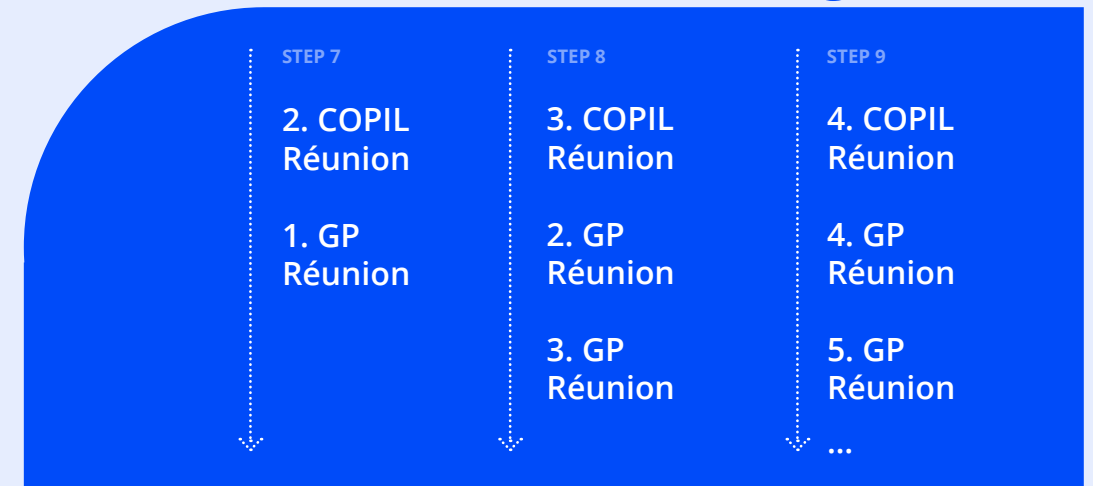 STEP 7
2. COPIL
Réunion
1. GP
Réunion
STEP 8
3. COPIL
Réunion
2. GP
Réunion
3. GP
Réunion
STEP 9
4. COPIL
Réunion
4. GP
Réunion
5. GP
Réunion
...